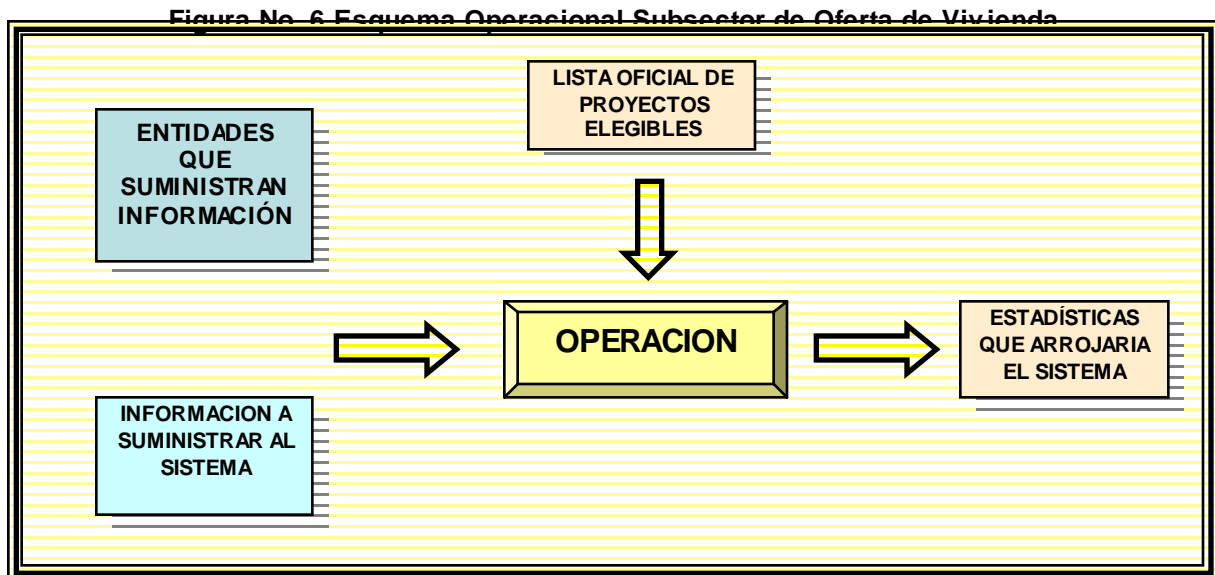 Figura No. 6 Esquema Operacional Subsector de Oferta de Vivienda
LISTA OFICIAL DE
PROYECTOS
ELEGIBLES
ENTIDADES
QUE
SUMINISTRAN
INFORMACIÓN
OPERACION
ESTADÍSTICAS
QUE ARROJARIA
EL SISTEMA
INFORMACION A
SUMINISTRAR AL
SISTEMA